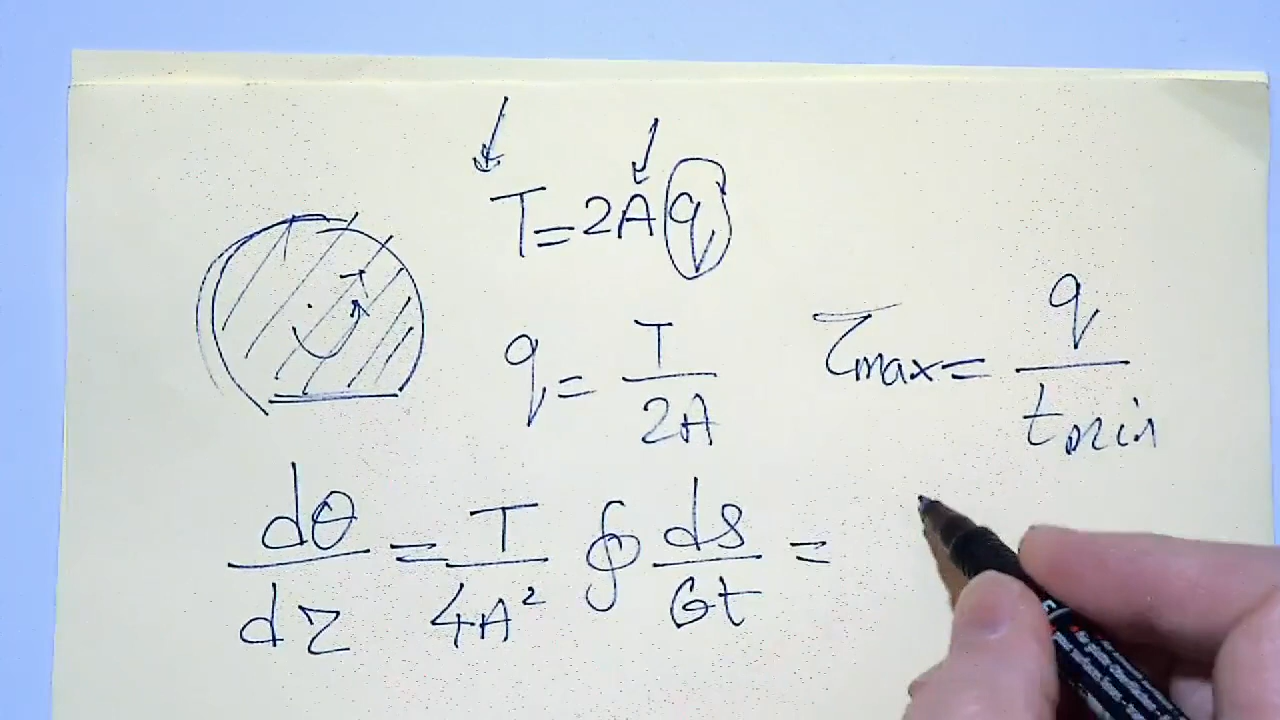 T = 2Aq
q = T/2A
τmax = q/tmin
dθ/dz = T/4A² ∮ ds/Gt =